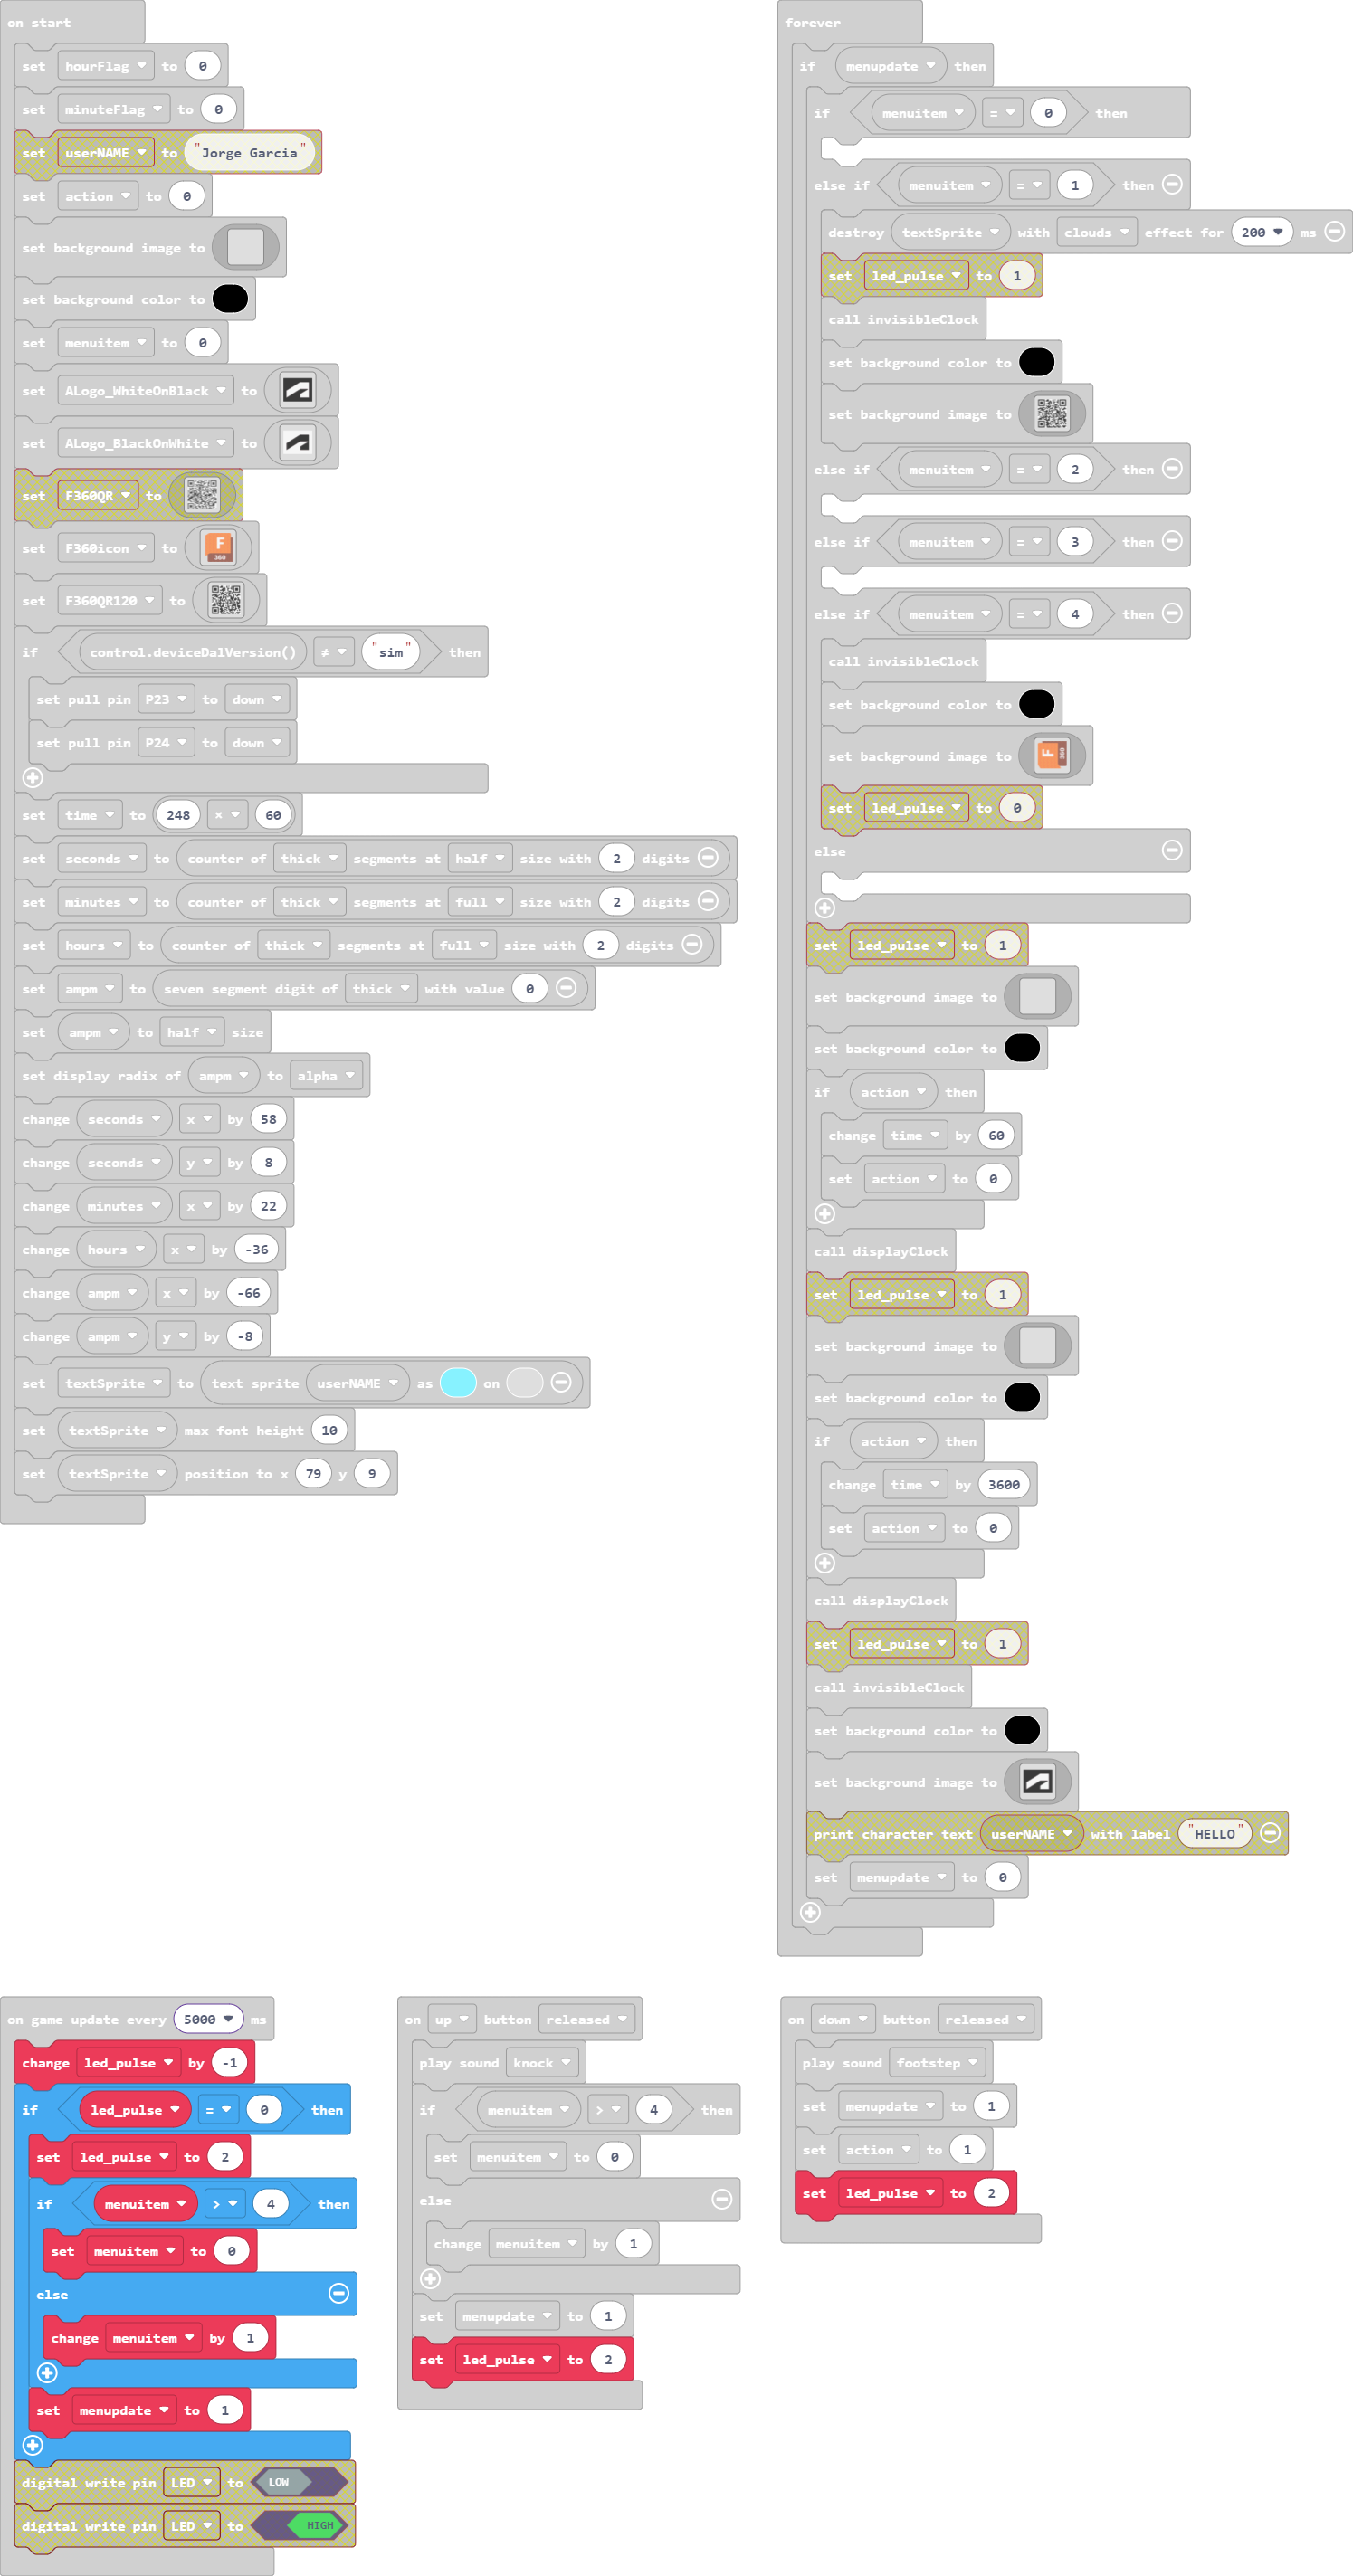 on start
set hourFlag to 0
set minuteFlag to 0
set userNAME to "Jorge Garcia"
set action to 0
set background image to
set background color to
set menuitem to 0
set ALogo_WhiteOnBlack to
set ALogo_BlackOnWhite to
set F360QR to
set F360icon to F 360
set F360QR120 to
if control.deviceDalVersion() ≠ "sim" then
set pull pin P23 to down
set pull pin P24 to down
set time to 248 × 60
set seconds to counter of thick segments at half size with 2 digits
set minutes to counter of thick segments at full size with 2 digits
set hours to counter of thick segments at full size with 2 digits
set ampm to seven segment digit of thick with value 0
set ampm to half size
set display radix of ampm to alpha
change seconds x by 58
change seconds y by 8
change minutes x by 22
change hours x by -36
change ampm x by -66
change ampm y by -8
set textSprite to text sprite userNAME as on
set textSprite max font height 10
set textSprite position to x 79 y 9
forever
if menupdate then
if menuitem = 0 then
else if menuitem = 1 then
destroy textSprite with clouds effect for 200 ms
set led_pulse to 1
call invisibleClock
set background color to
set background image to
else if menuitem = 2 then
else if menuitem = 3 then
else if menuitem = 4 then
call invisibleClock
set background color to
set background image to F 360
set led_pulse to 0
else
set led_pulse to 1
set background image to
set background color to
if action then
change time by 60
set action to 0
call displayClock
set led_pulse to 1
set background image to
set background color to
if action then
change time by 3600
set action to 0
call displayClock
set led_pulse to 1
call invisibleClock
set background color to
set background image to
print character text userNAME with label "HELLO"
set menupdate to 0
on game update every 5000 ms
change led_pulse by -1
if led_pulse = 0 then
set led_pulse to 2
if menuitem > 4 then
set menuitem to 0
else
change menuitem by 1
set menupdate to 1
digital write pin LED to LOW
digital write pin LED to HIGH
on up button released
play sound knock
if menuitem > 4 then
set menuitem to 0
else
change menuitem by 1
set menupdate to 1
set led_pulse to 2
on down button released
play sound footstep
set menupdate to 1
set action to 1
set led_pulse to 2